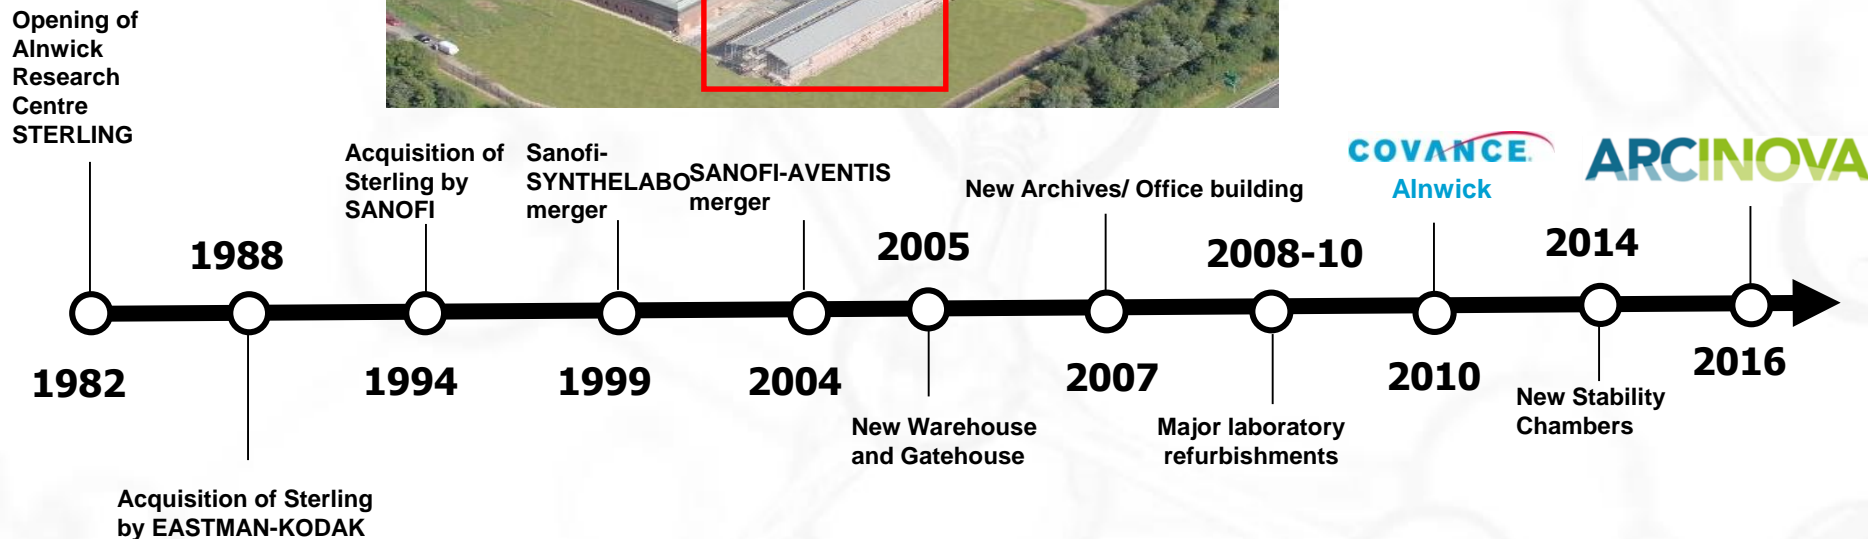 Opening of
Alnwick
Research
Centre
STERLING
Acquisition of
Sterling by
SANOFI
Sanofi-
SYNTHELABO
merger
SANOFI-AVENTIS
merger
New Archives/ Office building
COVANCE.
Alnwick
ARCINOVA
1988
2005
2008-10
2014
1982
1994
1999
2004
2007
2010
2016
Acquisition of Sterling
by EASTMAN-KODAK
New Warehouse
and Gatehouse
Major laboratory
refurbishments
New Stability
Chambers